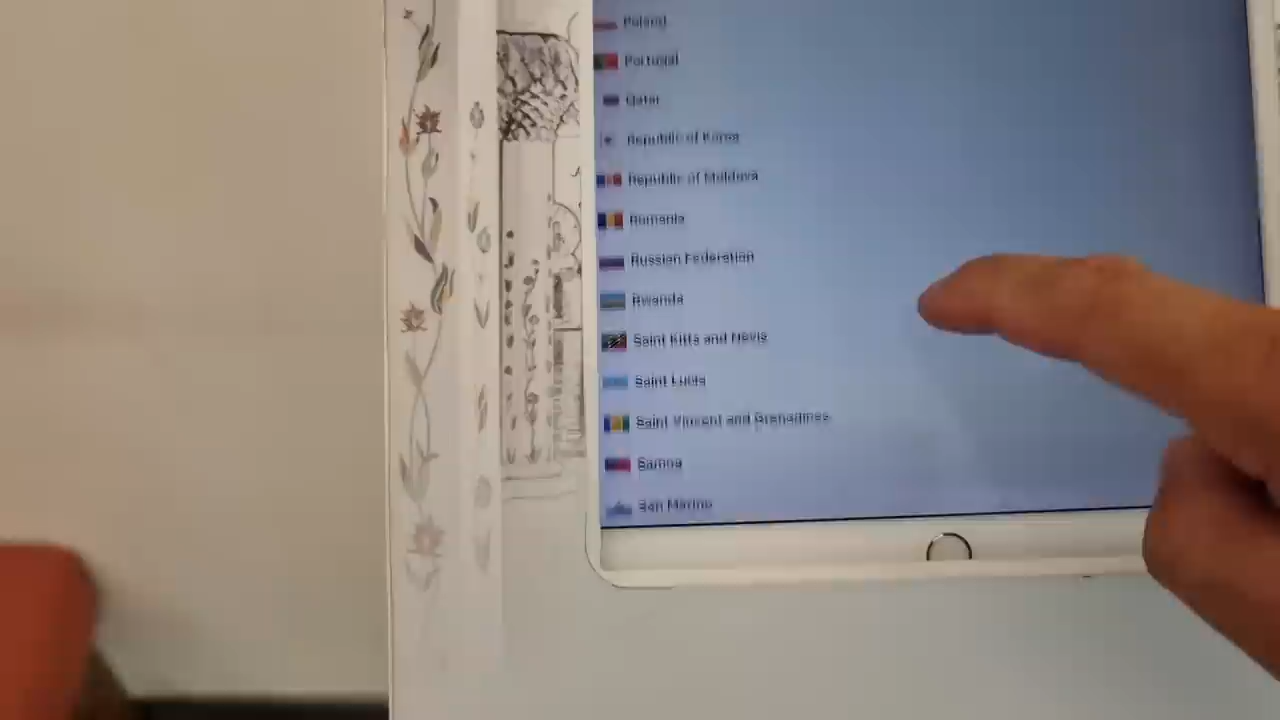 Poland
Portugal
Qatar
Republic of Korea
Republic of Moldova
Romania
Russian Federation
Rwanda
Saint Kitts and Nevis
Saint Lucia
Saint Vincent and Grenadines
Samoa
San Marino